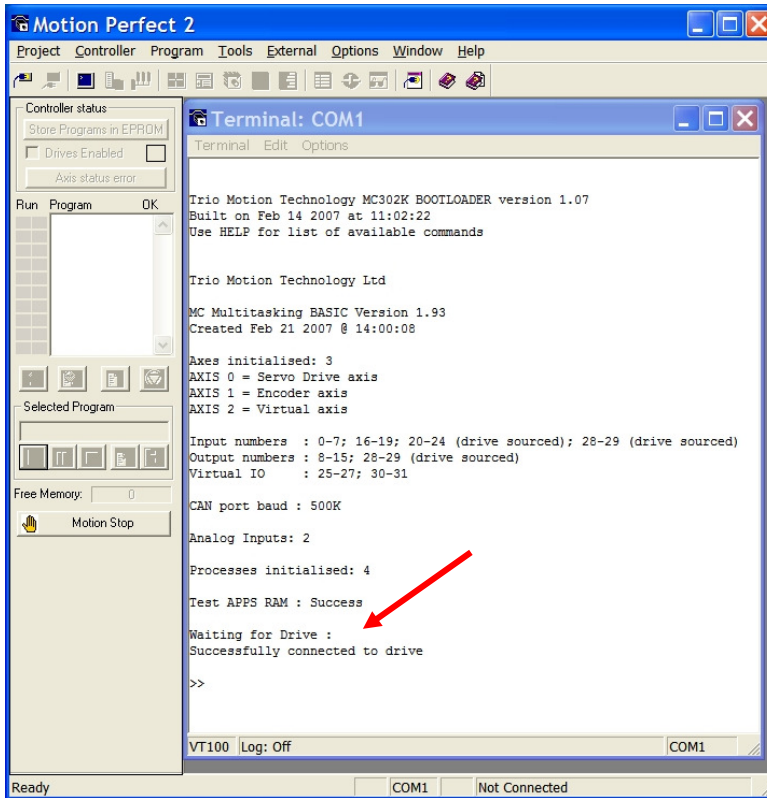 Motion Perfect 2
Project Controller Program Tools External Options Window Help
Controller status
Store Programs in EPROM
Drives Enabled
Axis status error
Run Program OK
Selected Program
Free Memory: 0
Motion Stop
Terminal: COM1
Terminal Edit Options
Trio Motion Technology MC302K BOOTLOADER version 1.07
Built on Feb 14 2007 at 11:02:22
Use HELP for list of available commands
Trio Motion Technology Ltd
MC Multitasking BASIC Version 1.93
Created Feb 21 2007 @ 14:00:08
Axes initialised: 3
AXIS 0 = Servo Drive axis
AXIS 1 = Encoder axis
AXIS 2 = Virtual axis
Input numbers : 0-7; 16-19; 20-24 (drive sourced); 28-29 (drive sourced)
Output numbers : 8-15; 28-29 (drive sourced)
Virtual IO : 25-27; 30-31
CAN port baud : 500K
Analog Inputs: 2
Processes initialised: 4
Test APPS RAM : Success
Waiting for Drive :
Successfully connected to drive
>>
VT100 Log: Off COM1
Ready COM1 Not Connected